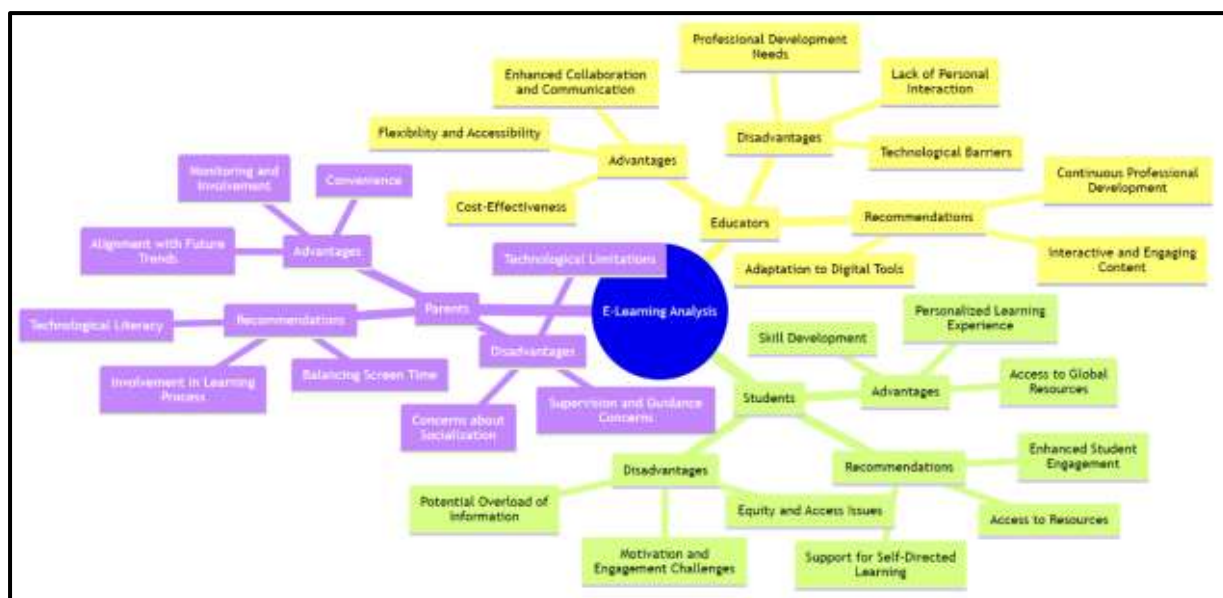 Professional Development
Needs
Enhanced Collaboration
and Communication
Lack of Personal
Interaction
Flexibility and Accessibility
Disadvantages
Advantages
Technological Barriers
Monitoring and
Involvement
Convenience
Continuous Professional
Development
Cost-Effectiveness
Educators
Recommendations
Alignment with Future
Trends
Advantages
Technological Limitations
Adaptation to Digital Tools
Interactive and Engaging
Content
Parents
E-Learning Analysis
Technological Literacy
Recommendations
Personalized Learning
Experience
Skill Development
Disadvantages
Involvement in Learning
Process
Balancing Screen Time
Access to Global
Resources
Students
Advantages
Concerns about
Socialization
Supervision and Guidance
Concerns
Enhanced Student
Engagement
Disadvantages
Recommendations
Potential Overload of
Information
Equity and Access Issues
Access to Resources
Motivation and
Engagement Challenges
Support for Self-Directed
Learning